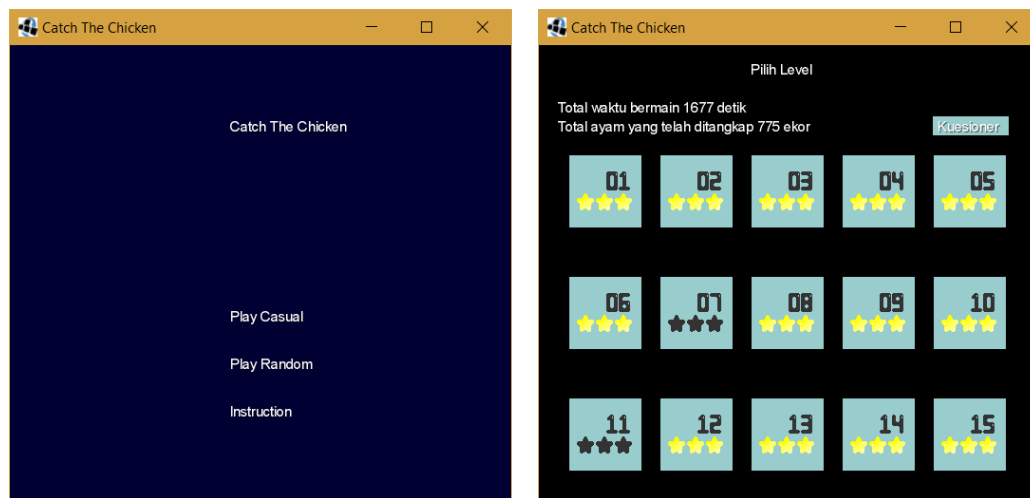 Catch The Chicken
Catch The Chicken
Play Casual
Play Random
Instruction
Catch The Chicken
Pilih Level
Total waktu bermain 1677 detik
Total ayam yang telah ditangkap 775 ekor
Kuesioner
01 02 03 04 05
06 07 08 09 10
11 12 13 14 15